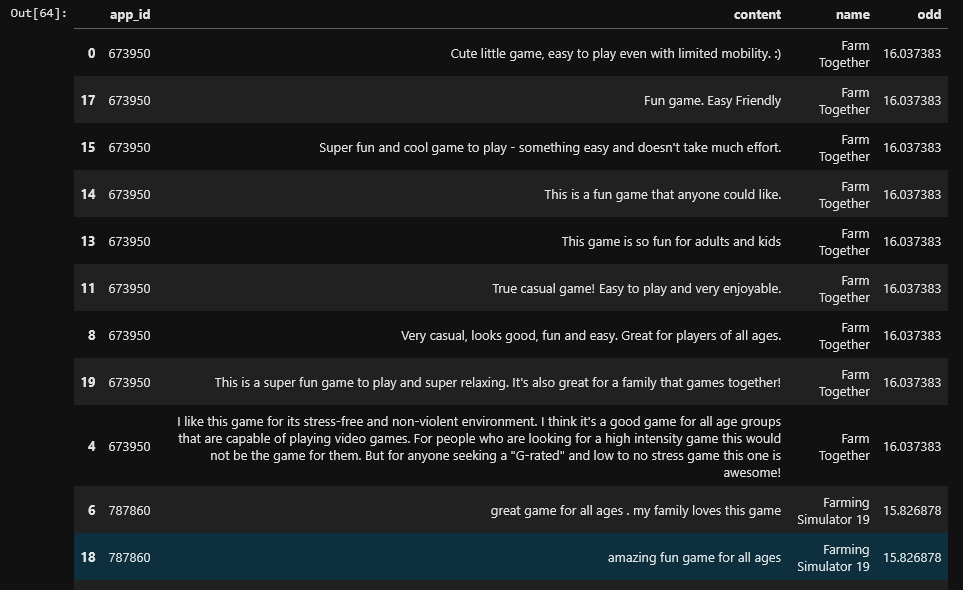 Out[64]:
app_id content name odd
0 673950 Cute little game, easy to play even with limited mobility. :) Farm Together 16.037383
17 673950 Fun game. Easy Friendly Farm Together 16.037383
15 673950 Super fun and cool game to play - something easy and doesn't take much effort. Farm Together 16.037383
14 673950 This is a fun game that anyone could like. Farm Together 16.037383
13 673950 This game is so fun for adults and kids Farm Together 16.037383
11 673950 True casual game! Easy to play and very enjoyable. Farm Together 16.037383
8 673950 Very casual, looks good, fun and easy. Great for players of all ages. Farm Together 16.037383
19 673950 This is a super fun game to play and super relaxing. It's also great for a family that games together! Farm Together 16.037383
4 673950 I like this game for its stress-free and non-violent environment. I think it's a good game for all age groups
that are capable of playing video games. For people who are looking for a high intensity game this would
not be the game for them. But for anyone seeking a "G-rated" and low to no stress game this one is
awesome! Farm Together 16.037383
6 787860 great game for all ages . my family loves this game Farming Simulator 19 15.826878
18 787860 amazing fun game for all ages Farming Simulator 19 15.826878